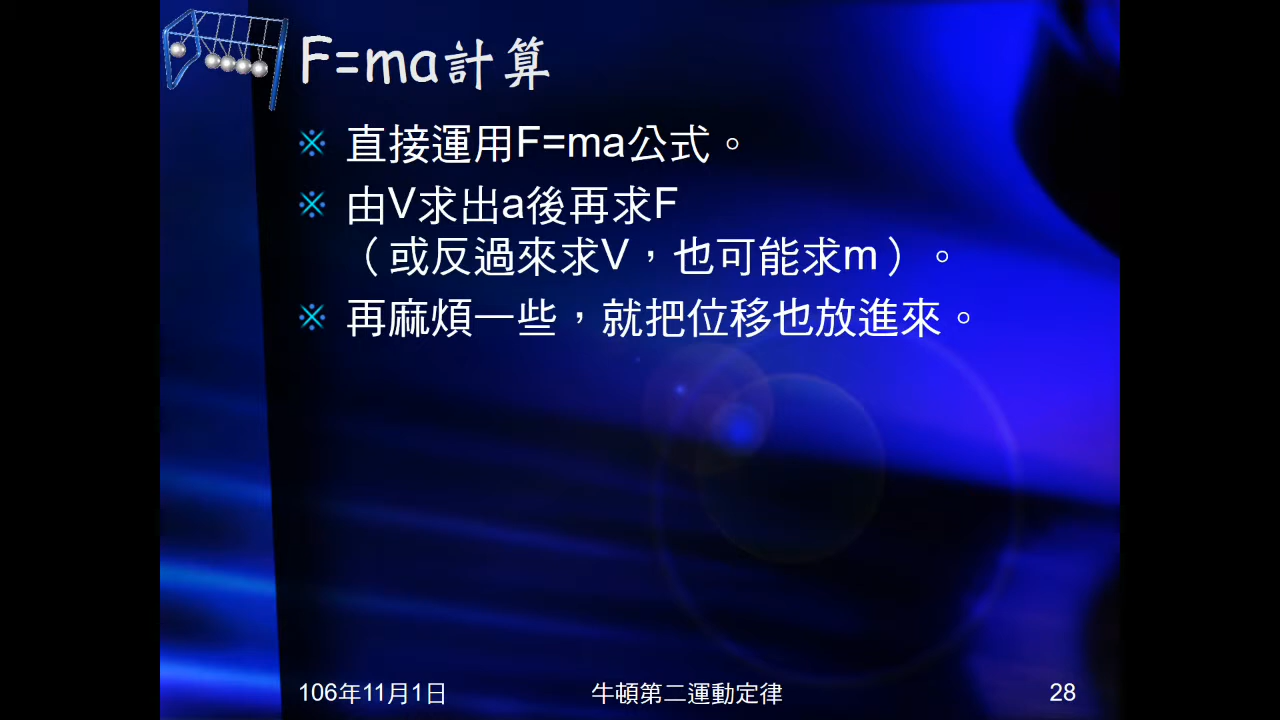 F=ma計算
※ 直接運用F=ma公式。
※ 由V求出a後再求F
（或反過來求V，也可能求m）。
※ 再麻煩一些，就把位移也放進來。
106年11月1日
牛頓第二運動定律
28